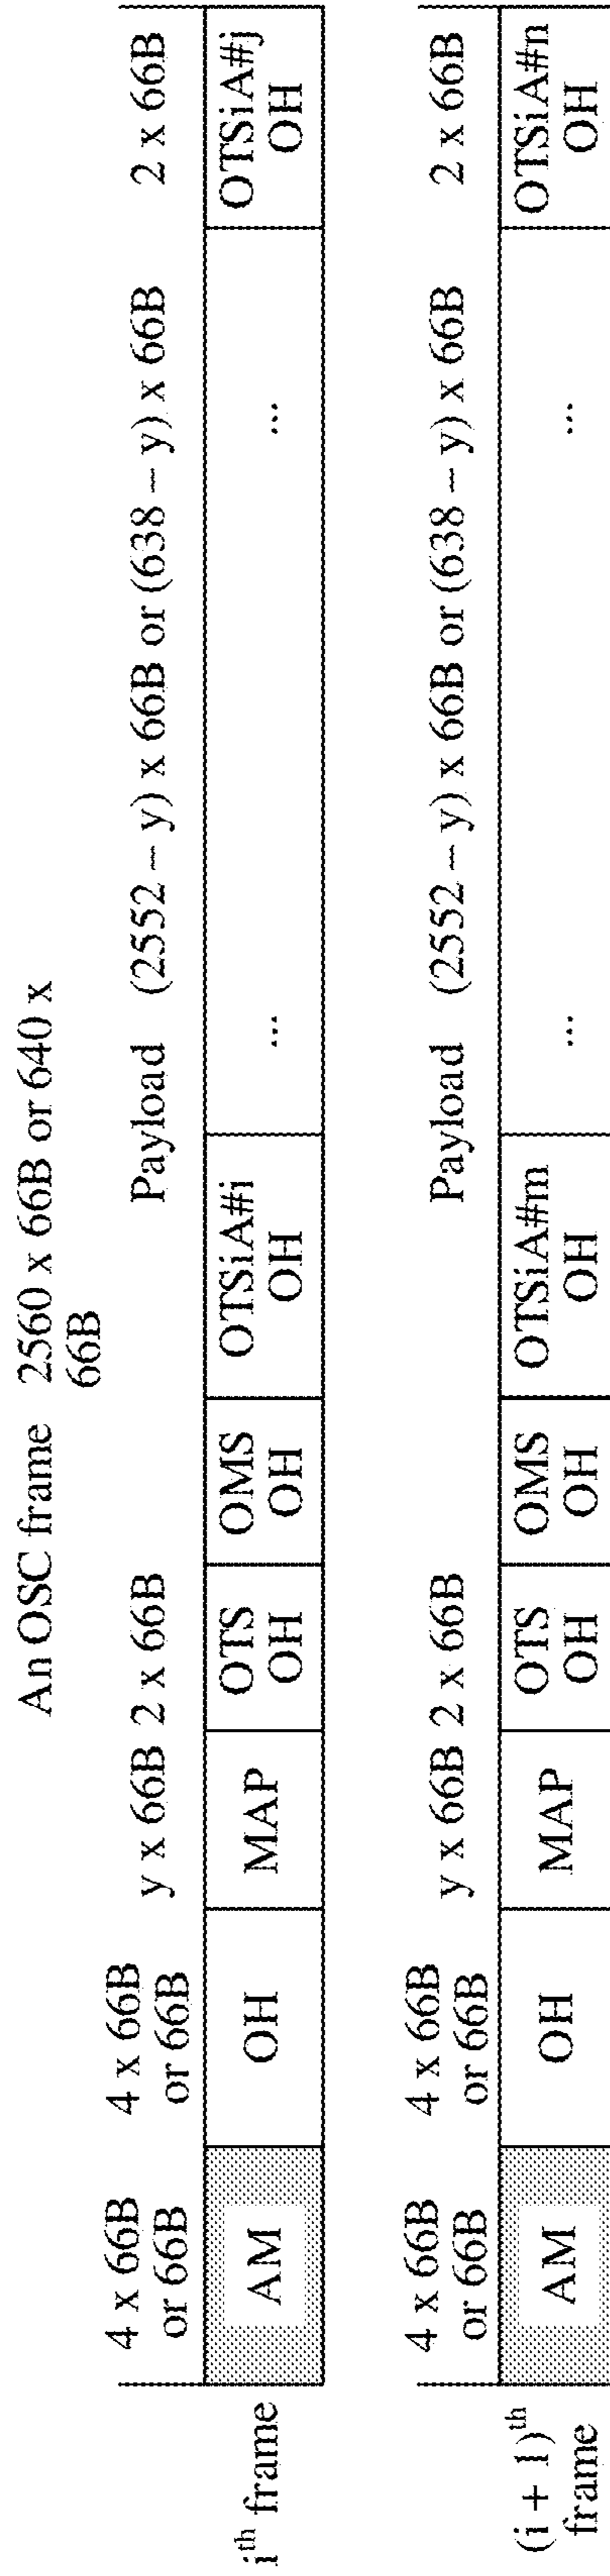 An OSC frame 2560 x 66B or 640 x
66B
4 x 66B
or 66B
4 x 66B
or 66B
y x 66B
2 x 66B
Payload
(2552 – y) x 66B or (638 – y) x 66B
2 x 66B
i th frame
AM
OH
MAP
OTS
OH
OMS
OH
OTSiA#i
OH
...
...
OTSiA#j
OH
4 x 66B
or 66B
4 x 66B
or 66B
y x 66B
2 x 66B
Payload
(2552 – y) x 66B or (638 – y) x 66B
2 x 66B
(i + 1)th
frame
AM
OH
MAP
OTS
OH
OMS
OH
OTSiA#m
OH
...
...
OTSiA#n
OH